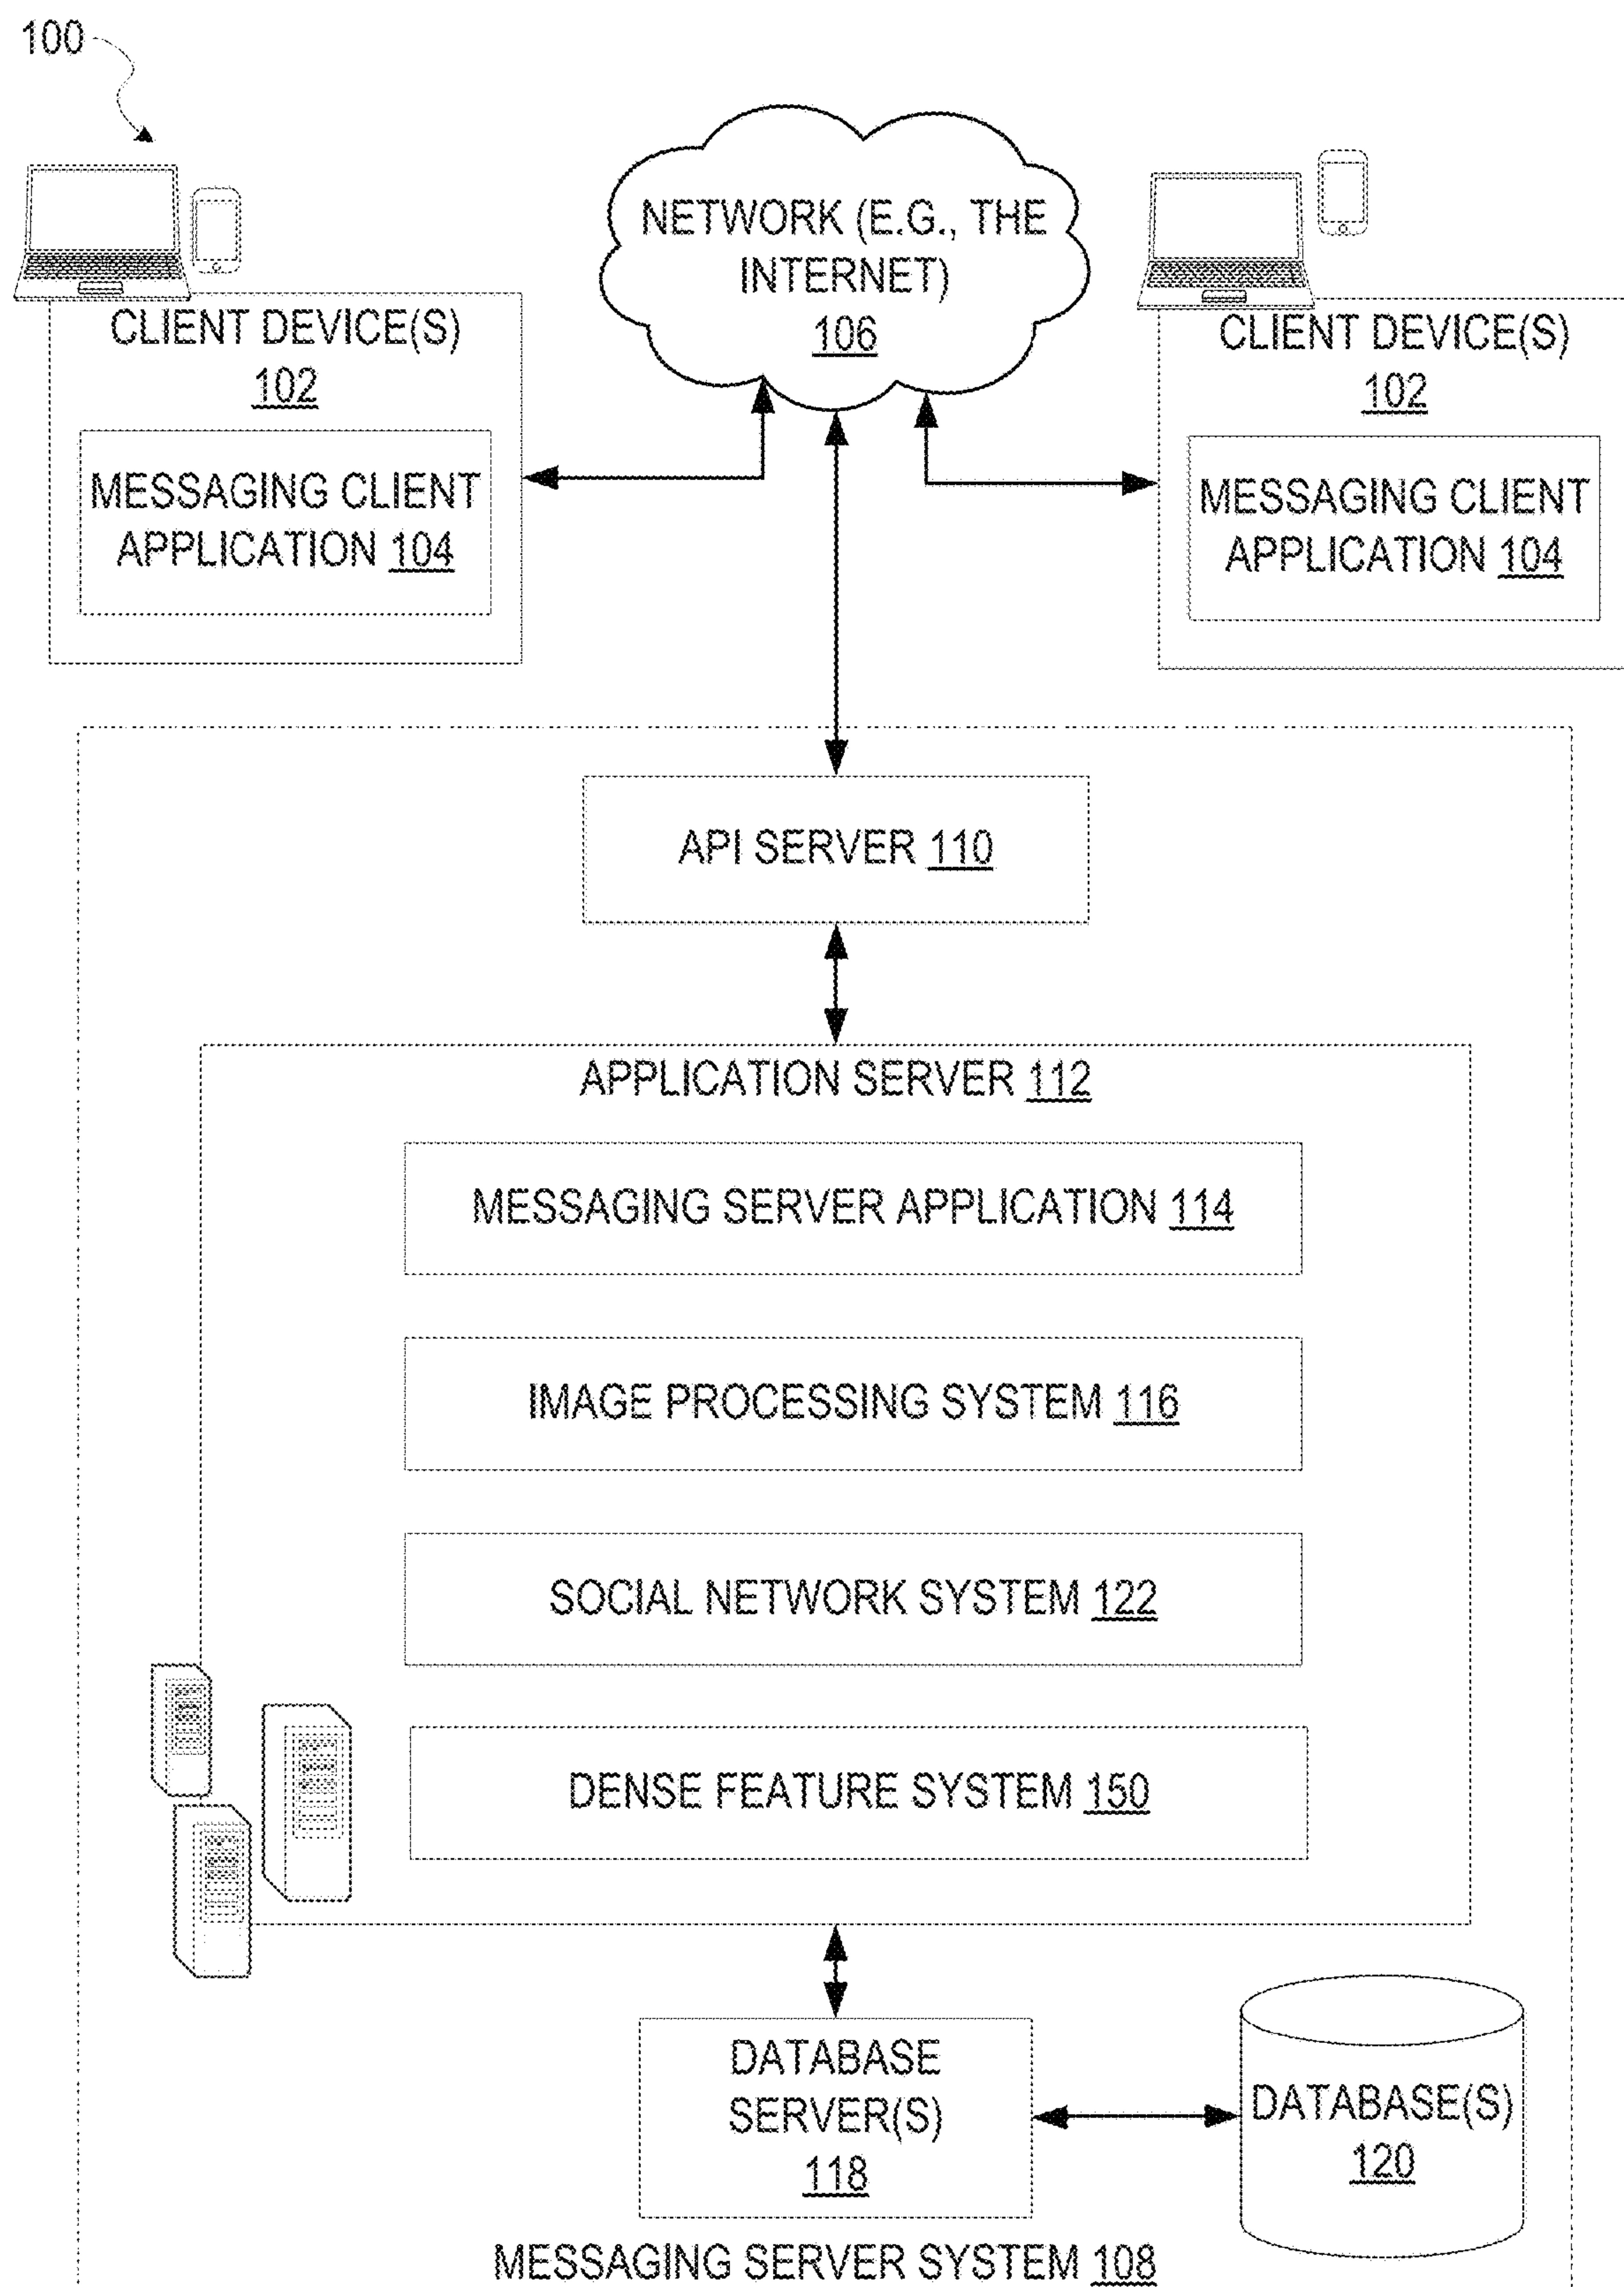 100
NETWORK (E.G., THE
INTERNET)
106
CLIENT DEVICE(S)
102
MESSAGING CLIENT
APPLICATION 104
CLIENT DEVICE(S)
102
MESSAGING CLIENT
APPLICATION 104
API SERVER 110
APPLICATION SERVER 112
MESSAGING SERVER APPLICATION 114
IMAGE PROCESSING SYSTEM 116
SOCIAL NETWORK SYSTEM 122
DENSE FEATURE SYSTEM 150
DATABASE
SERVER(S)
118
DATABASE(S)
120
MESSAGING SERVER SYSTEM 108